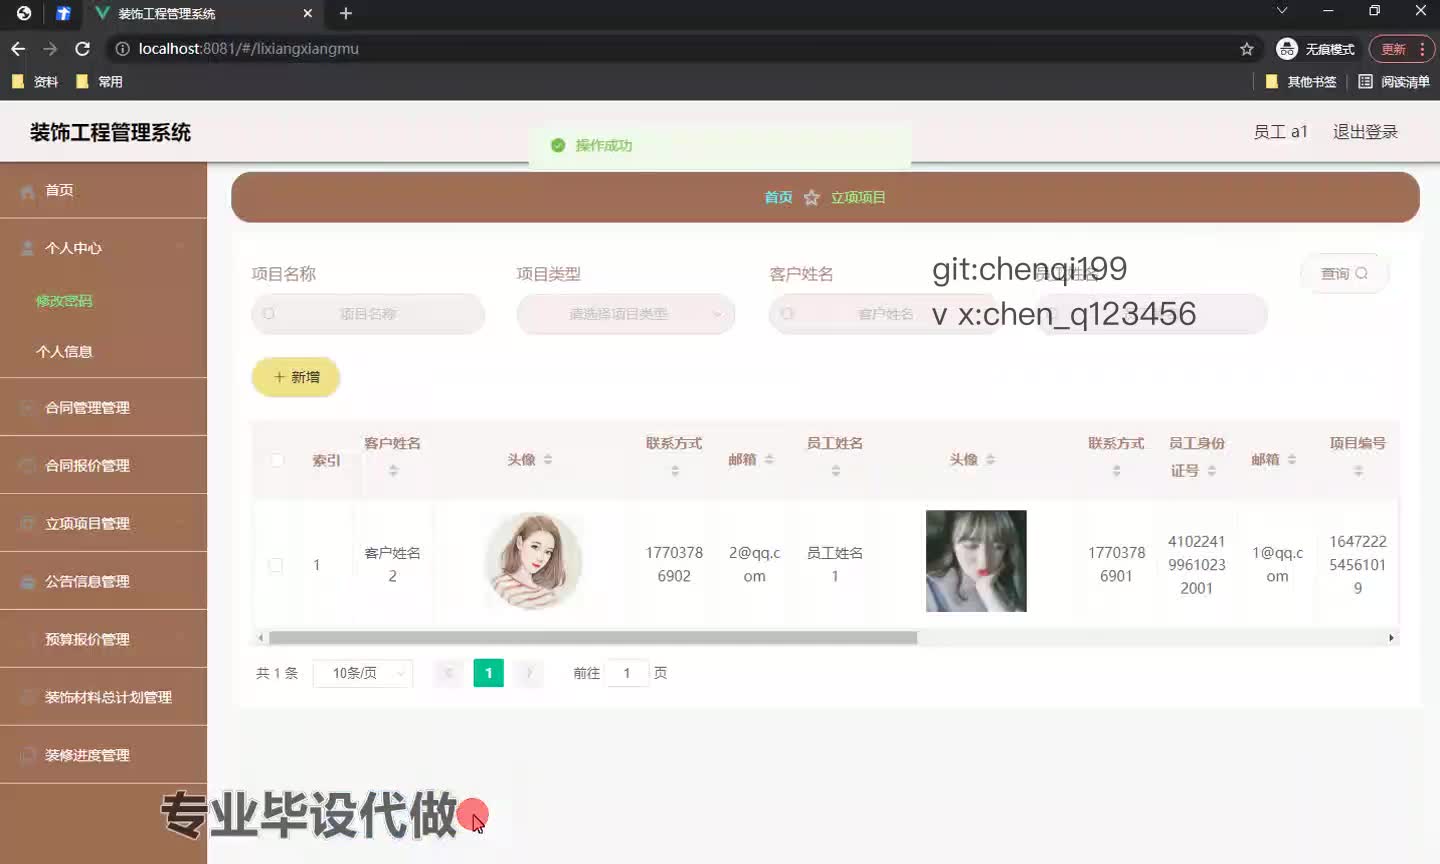 装饰工程管理系统
localhost:8081/#/lixiangxiangmu
无痕模式
更新
资料
常用
其他书签
阅读清单
装饰工程管理系统
操作成功
员工 a1
退出登录
首页
个人中心
修改密码
个人信息
合同管理管理
合同报价管理
立项项目管理
公告信息管理
预算报价管理
装饰材料总计划管理
装修进度管理
首页
立项项目
项目名称
项目类型
客户姓名
员工姓名
查询
项目名称
请选择项目类型
客户姓名
git:chenqi199
v x:chen_q123456
新增
索引
客户姓名
头像
联系方式
邮箱
员工姓名
头像
联系方式
员工身份
证号
邮箱
项目编号
1
客户姓名
2
1770378
6902
2@qq.c
om
员工姓名
1
1770378
6901
4102241
9961023
2001
1@qq.c
om
1647222
5456101
9
共 1 条
10条/页
1
前往
1
页
专业毕设代做